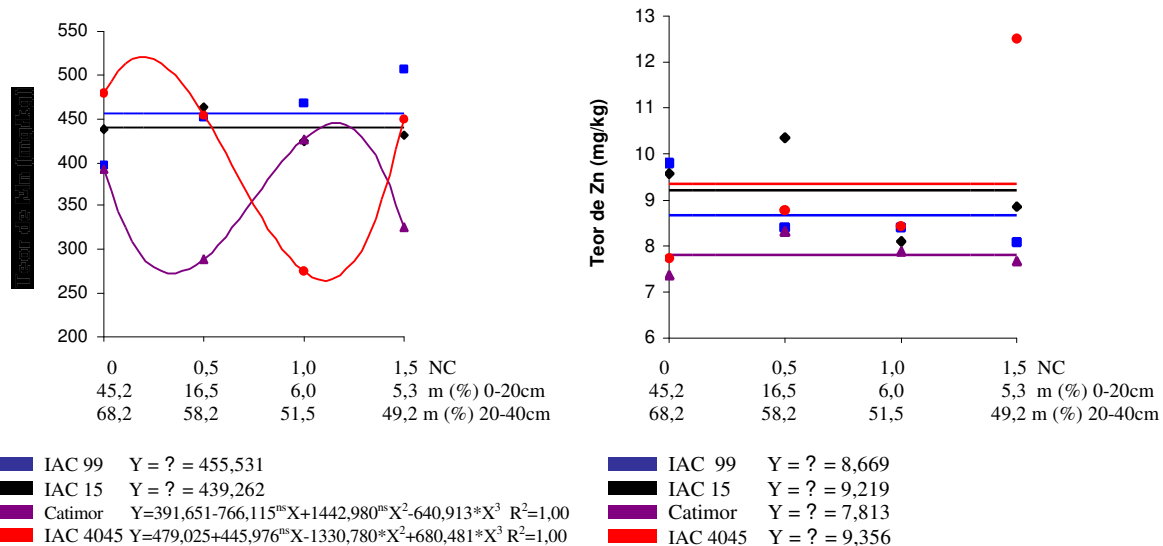 Teor de Mn (mg/kg)
550
500
450
400
350
300
250
200
0 0,5 1,0 1,5 NC
45,2 16,5 6,0 5,3 m (%) 0-20cm
68,2 58,2 51,5 49,2 m (%) 20-40cm
IAC 99 Y = ? = 455,531
IAC 15 Y = ? = 439,262
Catimor Y=391,651-766,115ⁿˢX+1442,980ⁿˢX²-640,913*X³ R²=1,00
IAC 4045 Y=479,025+445,976ⁿˢX-1330,780*X²+680,481*X³ R²=1,00
Teor de Zn (mg/kg)
13
12
11
10
9
8
7
6
0 0,5 1,0 1,5 NC
45,2 16,5 6,0 5,3 m (%) 0-20cm
68,2 58,2 51,5 49,2 m (%) 20-40cm
IAC 99 Y = ? = 8,669
IAC 15 Y = ? = 9,219
Catimor Y = ? = 7,813
IAC 4045 Y = ? = 9,356